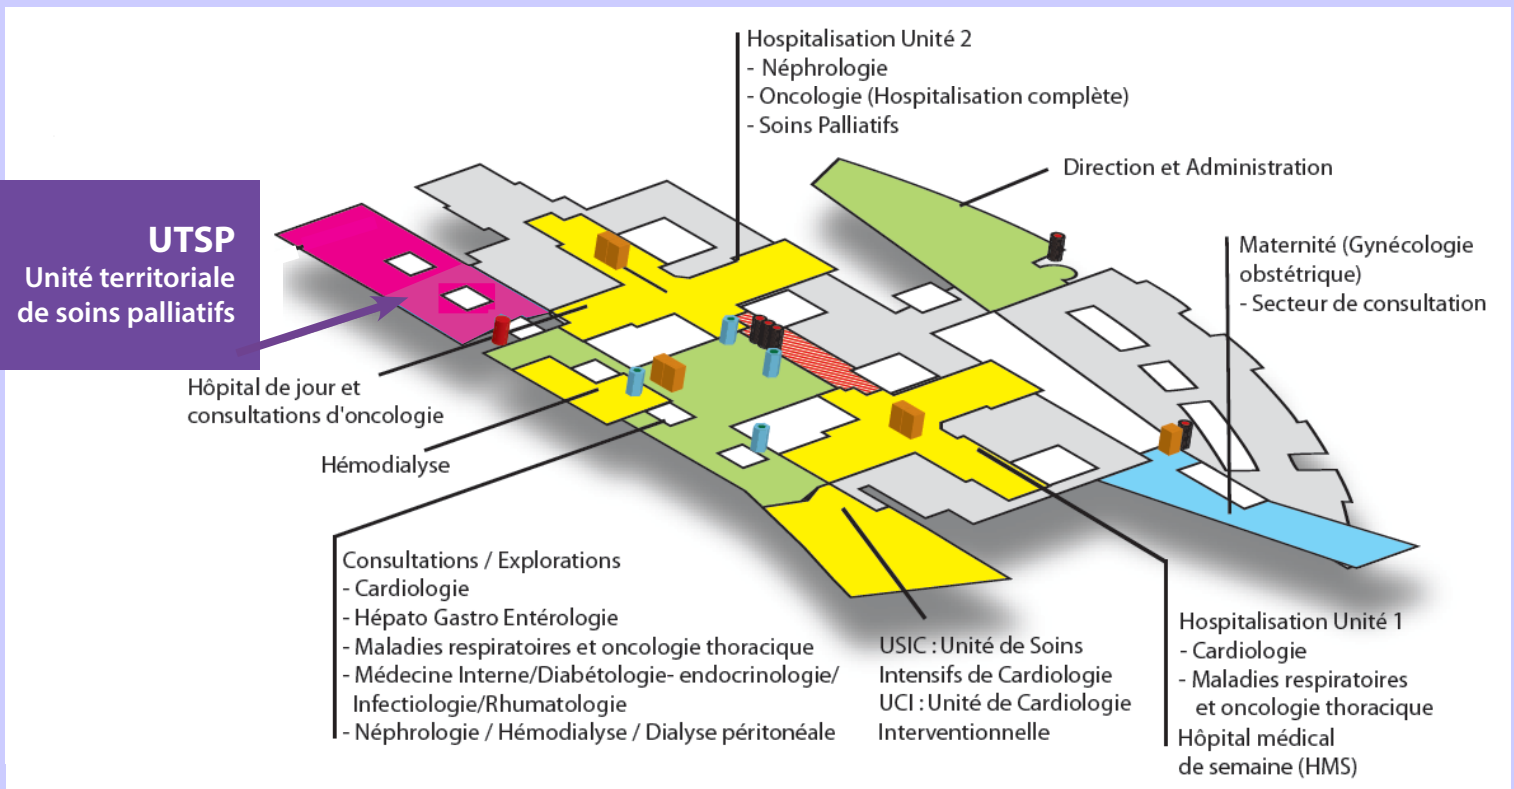 Hospitalisation Unité 2
- Néphrologie
- Oncologie (Hospitalisation complète)
- Soins Palliatifs
Direction et Administration
UTSP
Unité territoriale
de soins palliatifs
Maternité (Gynécologie
obstétrique)
- Secteur de consultation
Hôpital de jour et
consultations d'oncologie
Hémodialyse
Consultations / Explorations
- Cardiologie
- Hépato Gastro Entérologie
- Maladies respiratoires et oncologie thoracique
- Médecine Interne/Diabétologie- endocrinologie/
Infectiologie/Rhumatologie
- Néphrologie / Hémodialyse / Dialyse péritonéale
USIC : Unité de Soins
Intensifs de Cardiologie
UCI : Unité de Cardiologie
Interventionnelle
Hospitalisation Unité 1
- Cardiologie
- Maladies respiratoires
et oncologie thoracique
Hôpital médical
de semaine (HMS)